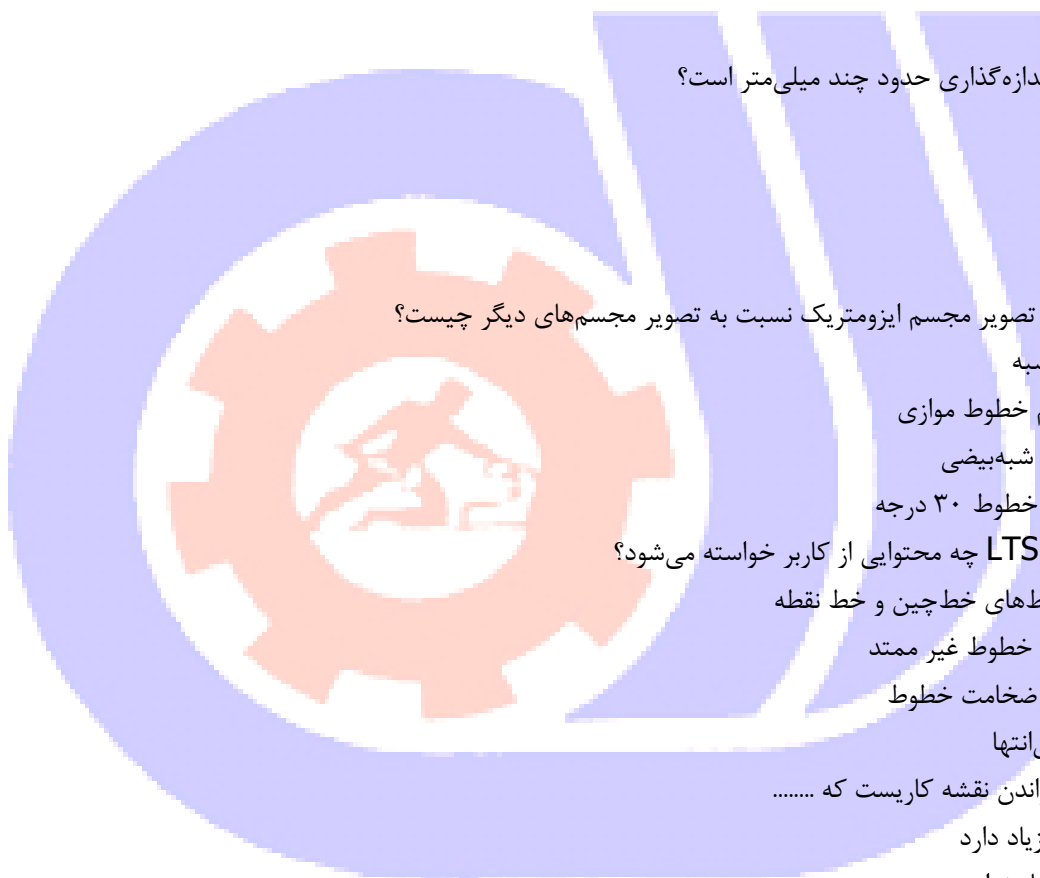 دازه‌گذاری حدود چند میلی‌متر است؟
تصویر مجسم ایزومتریک نسبت به تصویر مجسم‌های دیگر چیست؟
سبه
خطوط موازی
شبه‌بیضی
خطوط ۳۰ درجه
LTS چه محتوایی از کاربر خواسته می‌شود؟
ط‌های خط‌چین و خط نقطه
خطوط غیر ممتد
ضخامت خطوط
انتها
اندن نقشه کاریست که ........
زیاد دارد